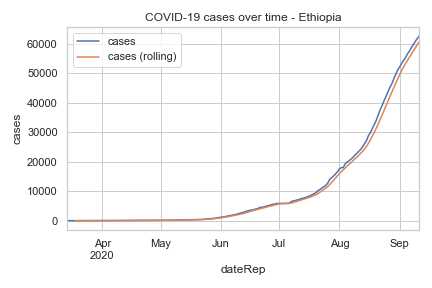 COVID-19 cases over time - Ethiopia
cases
cases (rolling)
60000
50000
40000
30000
20000
10000
0
cases
Apr
2020
May
Jun
Jul
Aug
Sep
dateRep